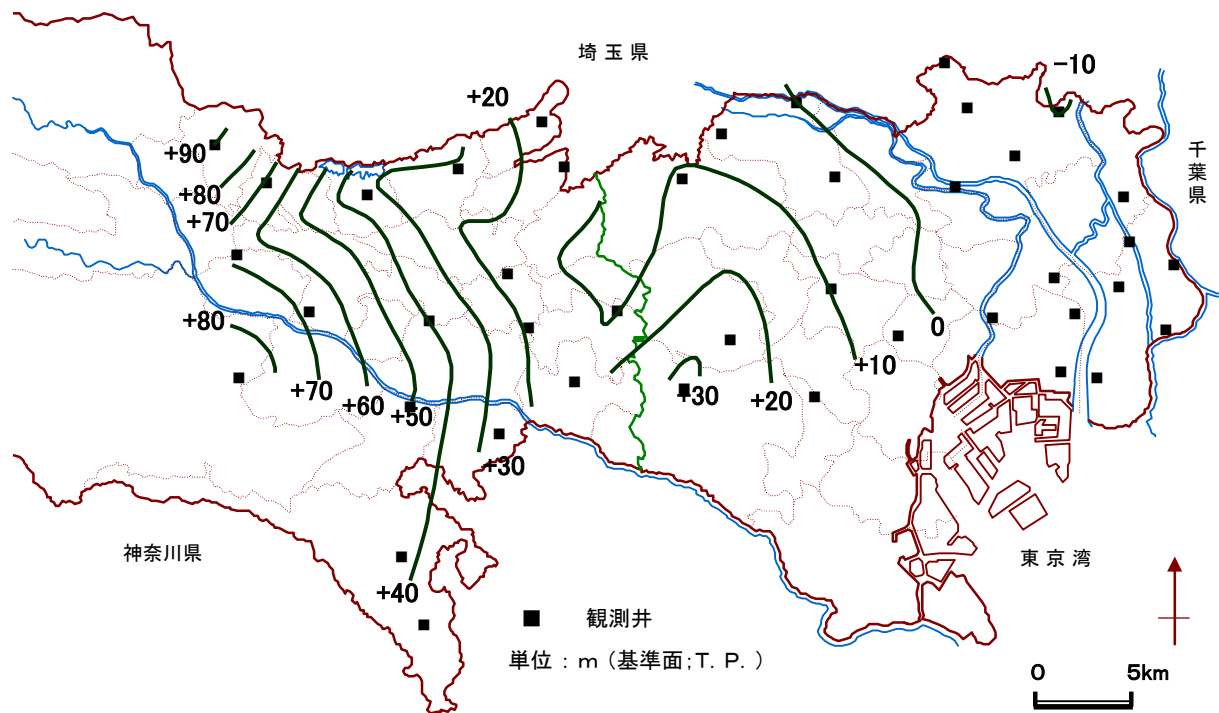 埼玉県
-10
+20
千葉県
+90
+80
+70
+80
0
+70
+60
+50
+30
+20
+10
+30
神奈川県
東京湾
+40
観測井
単位：ｍ（基準面；T. P. ）
0 5km